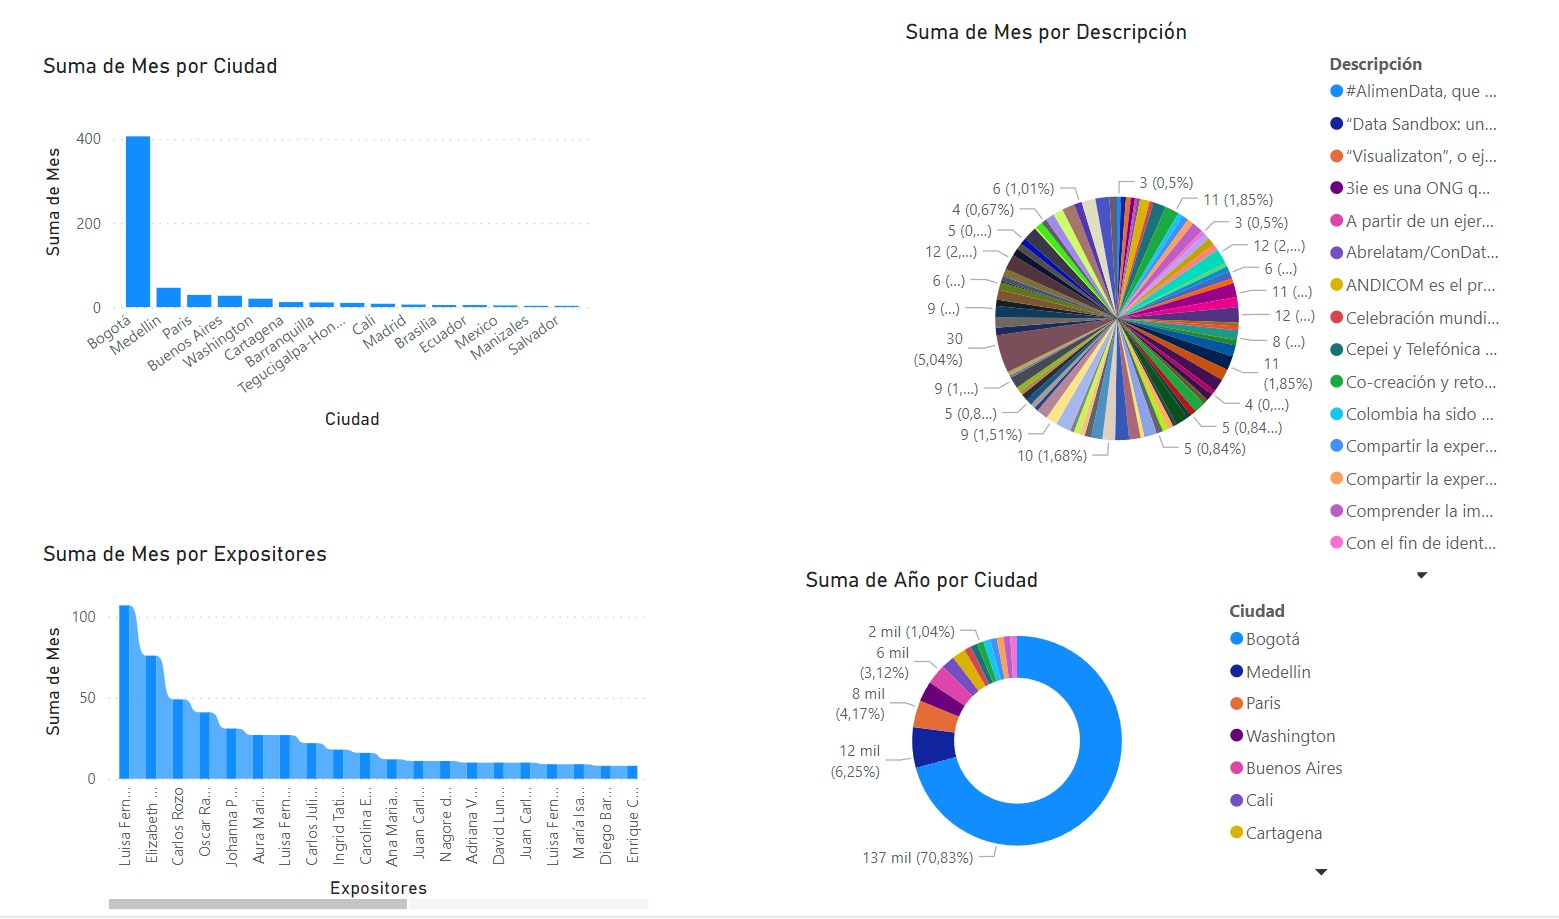 Suma de Mes por Ciudad
Suma de Mes
400
200
0
Bogotá
Medellin
Paris
Buenos Aires
Washington
Cartagena
Barranquilla
Tegucigalpa-Hon...
Cali
Madrid
Brasilia
Ecuador
Mexico
Manizales
Salvador
Ciudad
Suma de Mes por Descripción
3 (0,5%)
11 (1,85%)
3 (0,5%)
12 (2,...)
6 (...)
11 (...)
12 (...)
8 (...)
11
(1,85%)
4 (0,...)
5 (0,84...)
5 (0,84%)
10 (1,68%)
9 (1,51%)
5 (0,8...)
9 (1,...)
30
(5,04%)
9 (...)
6 (...)
12 (2,...)
5 (0,...)
4 (0,67%)
6 (1,01%)
Descripción
#AlimenData, que ...
“Data Sandbox: un...
“Visualizaton”, o ej...
3ie es una ONG q...
A partir de un ejer...
Abrelatam/ConDat...
ANDICOM es el pr...
Celebración mundi...
Cepei y Telefónica ...
Co-creación y reto...
Colombia ha sido ...
Compartir la exper...
Compartir la exper...
Comprender la im...
Con el fin de ident...
Suma de Mes por Expositores
Suma de Mes
100
50
0
Luisa Fern...
Elizabeth ...
Carlos Rozo
Oscar Ra...
Johanna P...
Aura Mari...
Luisa Fern...
Carlos Juli...
Ingrid Tati...
Carolina E...
Ana Maria...
Juan Carl...
Nagore d...
Adriana V...
David Lun...
Juan Carl...
Luisa Fern...
María Isa...
Diego Bar...
Enrique C...
Expositores
Suma de Año por Ciudad
2 mil (1,04%)
6 mil
(3,12%)
8 mil
(4,17%)
12 mil
(6,25%)
137 mil (70,83%)
Ciudad
Bogotá
Medellin
Paris
Washington
Buenos Aires
Cali
Cartagena